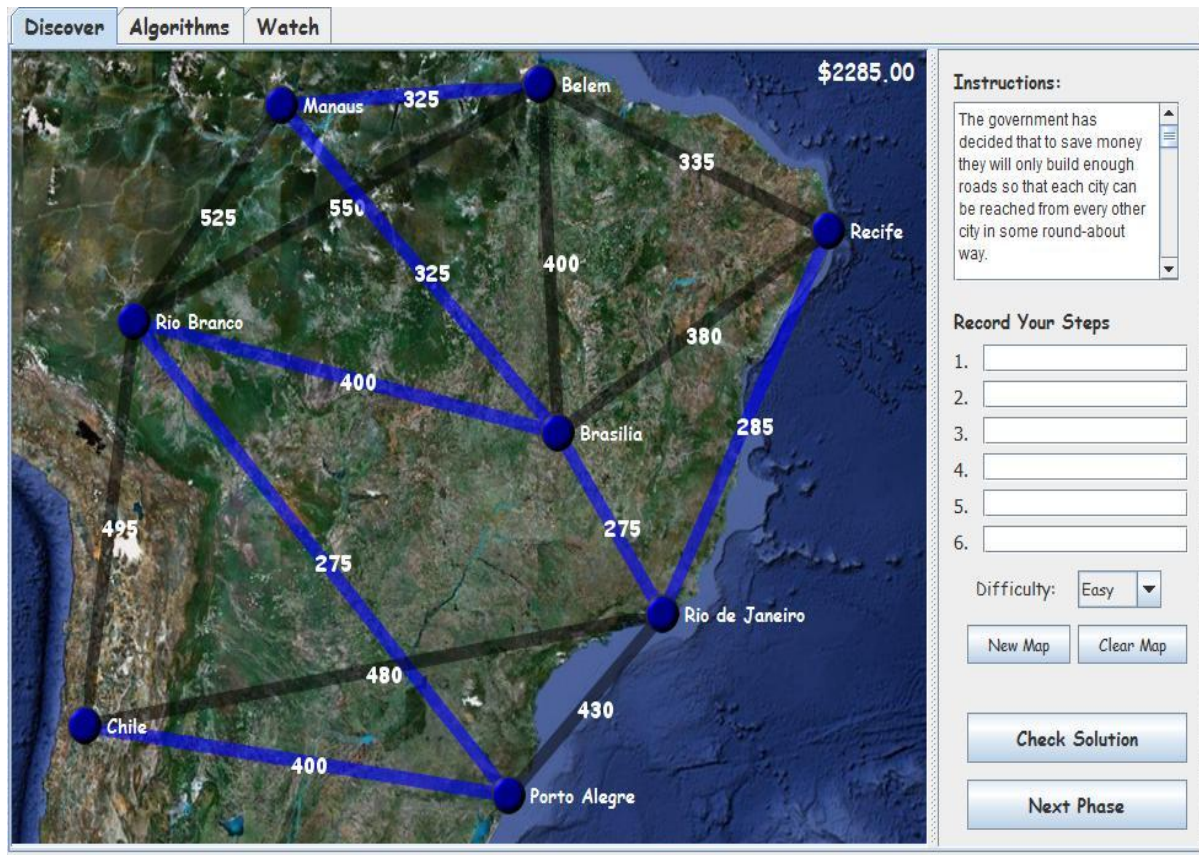 Discover Algorithms Watch
$2285.00
Belem
Manaus
325
335
525
550
Recife
400
325
Rio Branco
380
400
Brasilia
285
495
275
275
Rio de Janeiro
480
430
Chile
400
Porto Alegre
Instructions:
The government has
decided that to save money
they will only build enough
roads so that each city can
be reached from every other
city in some round-about
way.
Record Your Steps
1.
2.
3.
4.
5.
6.
Difficulty: Easy
New Map Clear Map
Check Solution
Next Phase